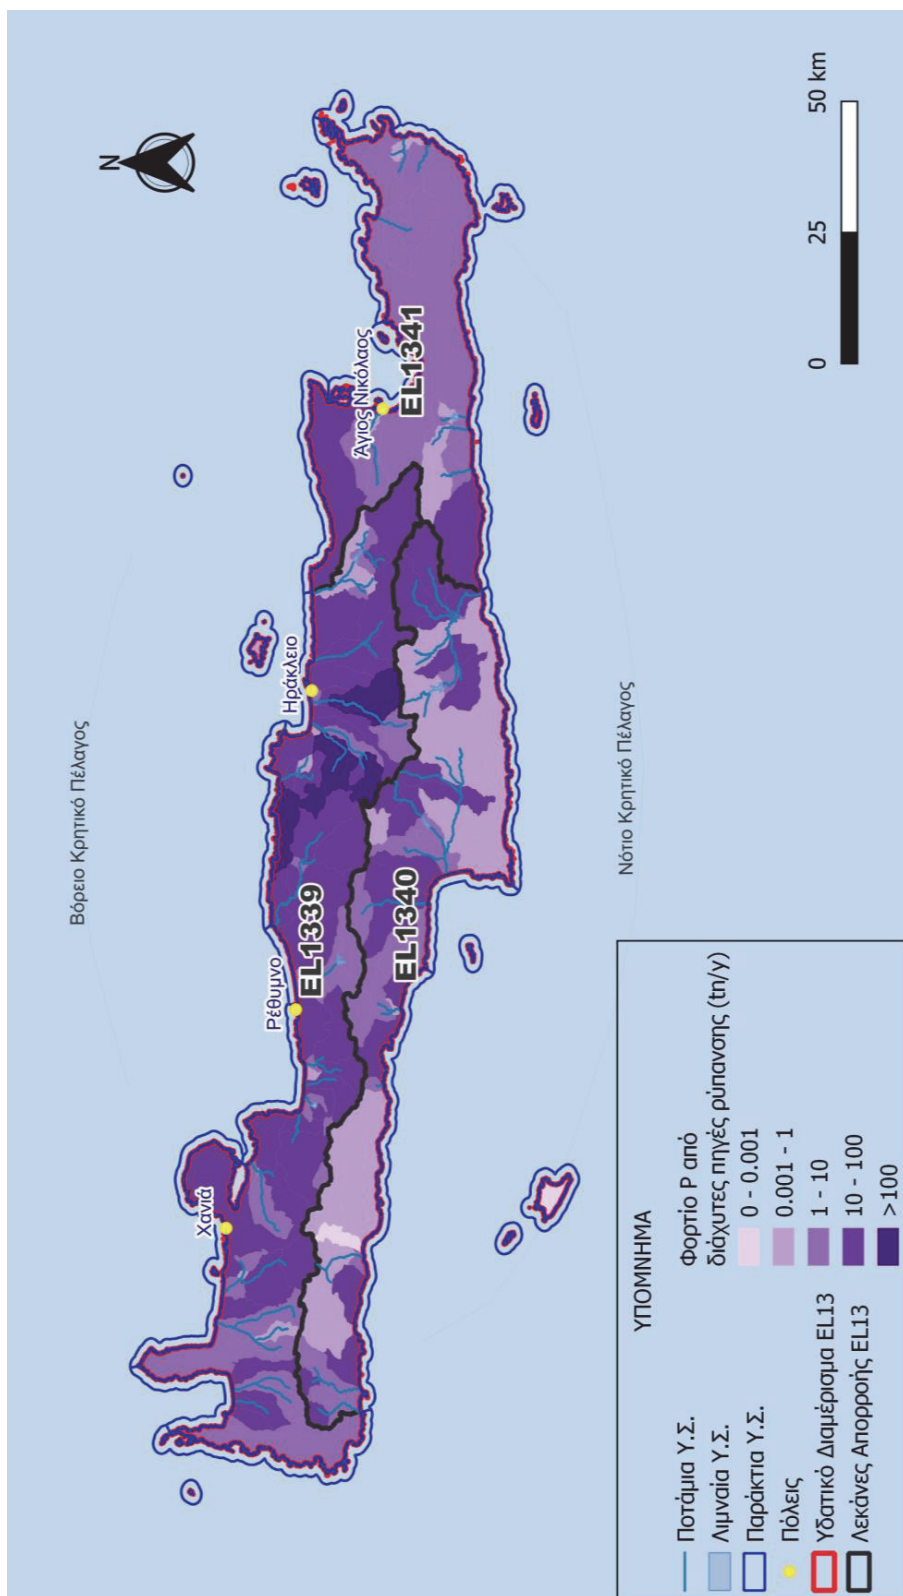 Βόρειο Κρητικό Πέλαγος
N
Χανιά
Ρέθυμνο
Ηράκλειο
Άγιος Νικόλαος
EL1339
EL1340
EL1341
Νότιο Κρητικό Πέλαγος
0 25 50 km
ΥΠΟΜΝΗΜΑ
Ποτάμια Υ.Σ.
Λιμναία Υ.Σ.
Παράκτια Υ.Σ.
Πόλεις
Υδατικό Διαμέρισμα EL13
Λεκάνες Απορροής EL13
Φορτίο P από
διάχυτες πηγές ρύπανσης (tn/y)
0 - 0.001
0.001 - 1
1 - 10
10 - 100
>100